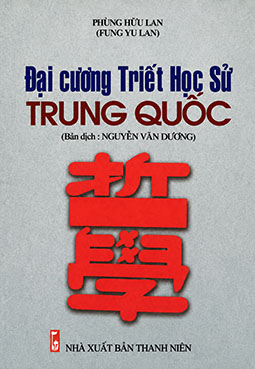 PHÙNG HỮU LAN
(FUNG YU LAN)
Đại cương Triết Học Sử
TRUNG QUỐC
(Bản dịch : NGUYỄN VĂN DƯƠNG)
哲
學
NHÀ XUẤT BẢN THANH NIÊN